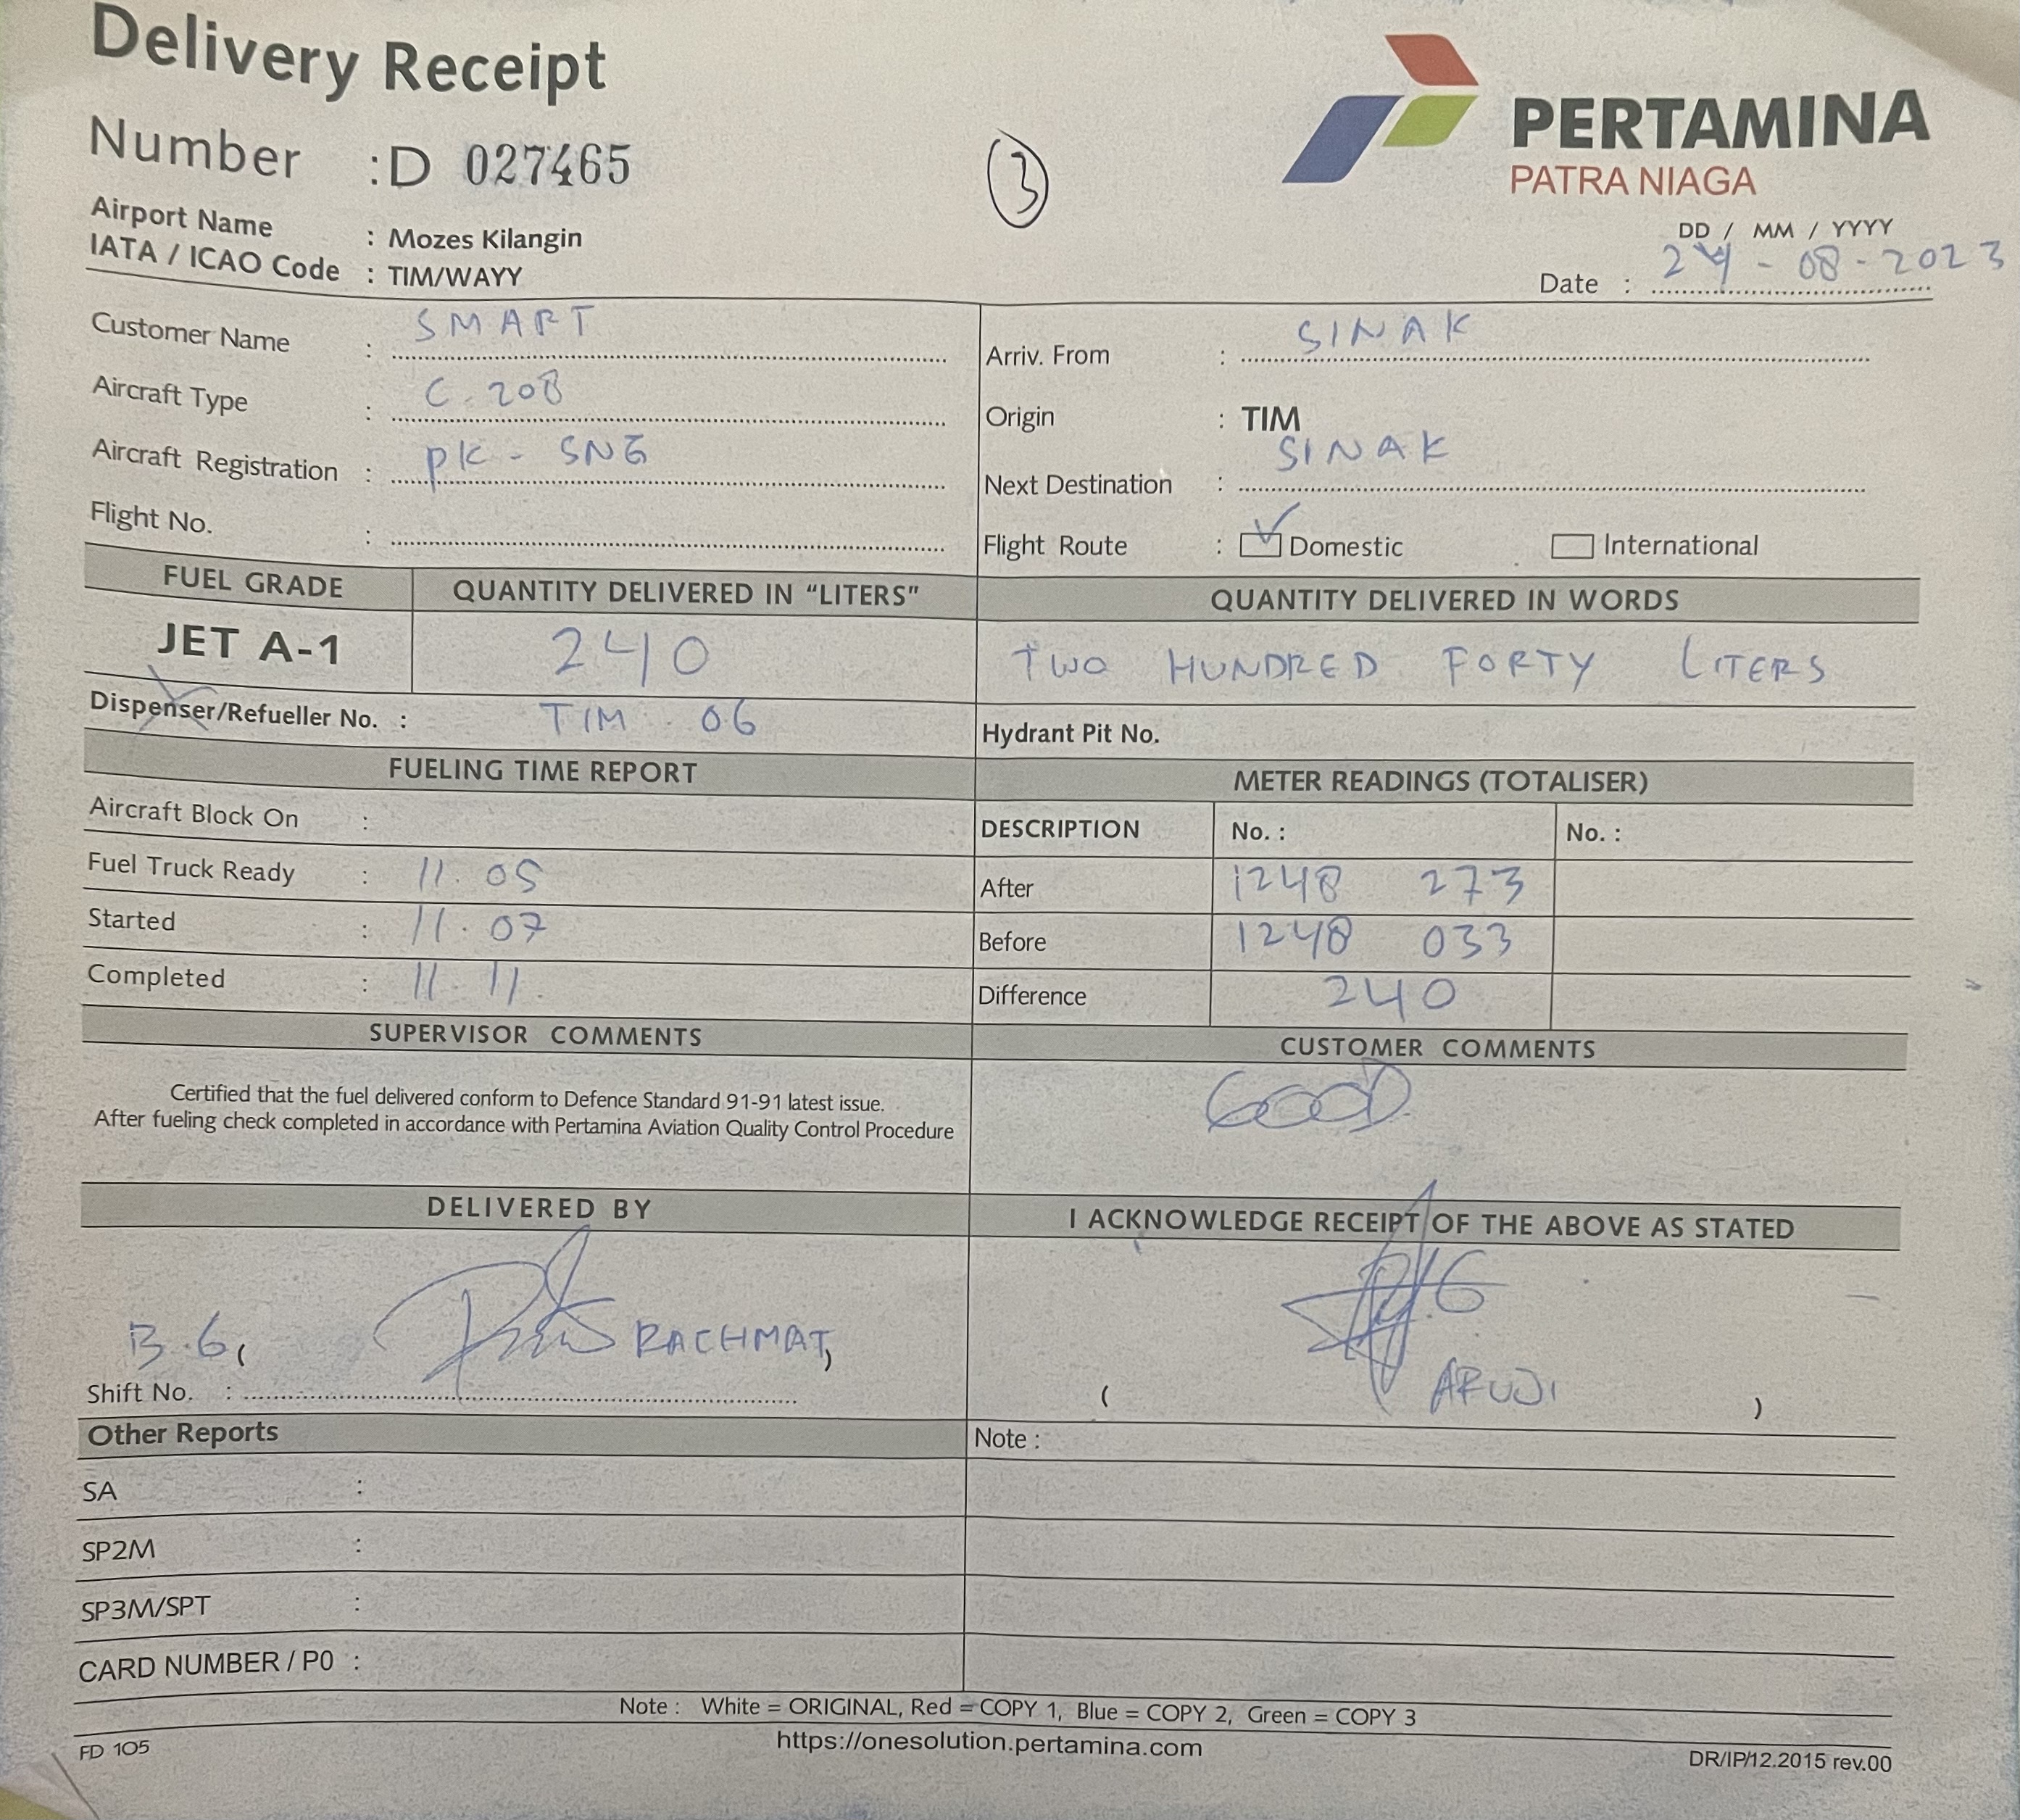 Delivery Receipt
Number : D 027465
3
PERTAMINA
PATRA NIAGA
Airport Name : Mozes Kilangin
IATA / ICAO Code : TIM/WAYY
DD / MM / YYYY
Date : 24 - 08 - 2023
Customer Name : SMART
Aircraft Type : C. 208
Aircraft Registration : PK - SNG
Flight No. :
Arriv. From : SINAK
Origin : TIM
Next Destination : SINAK
Flight Route : Domestic International
FUEL GRADE QUANTITY DELIVERED IN “LITERS” QUANTITY DELIVERED IN WORDS
JET A-1 240 TWO HUNDRED FORTY LITERS
Dispenser/Refueller No. : TIM 06 Hydrant Pit No.
FUELING TIME REPORT METER READINGS (TOTALISER)
Aircraft Block On : DESCRIPTION No. : No. :
Fuel Truck Ready : 11. 05 After 1248 273
Started : 11. 07 Before 1248 033
Completed : 11. 11. Difference 240
SUPERVISOR COMMENTS CUSTOMER COMMENTS
Certified that the fuel delivered conform to Defence Standard 91-91 latest issue.
After fueling check completed in accordance with Pertamina Aviation Quality Control Procedure
GOOD
DELIVERED BY I ACKNOWLEDGE RECEIPT OF THE ABOVE AS STATED
B.6, ( RACHMAT )
Shift No. :
( ARUJI )
Other Reports Note :
SA :
SP2M :
SP3M/SPT :
CARD NUMBER / P0 :
Note : White = ORIGINAL, Red = COPY 1, Blue = COPY 2, Green = COPY 3
FD 105 https://onesolution.pertamina.com DR/IP/12.2015 rev.00